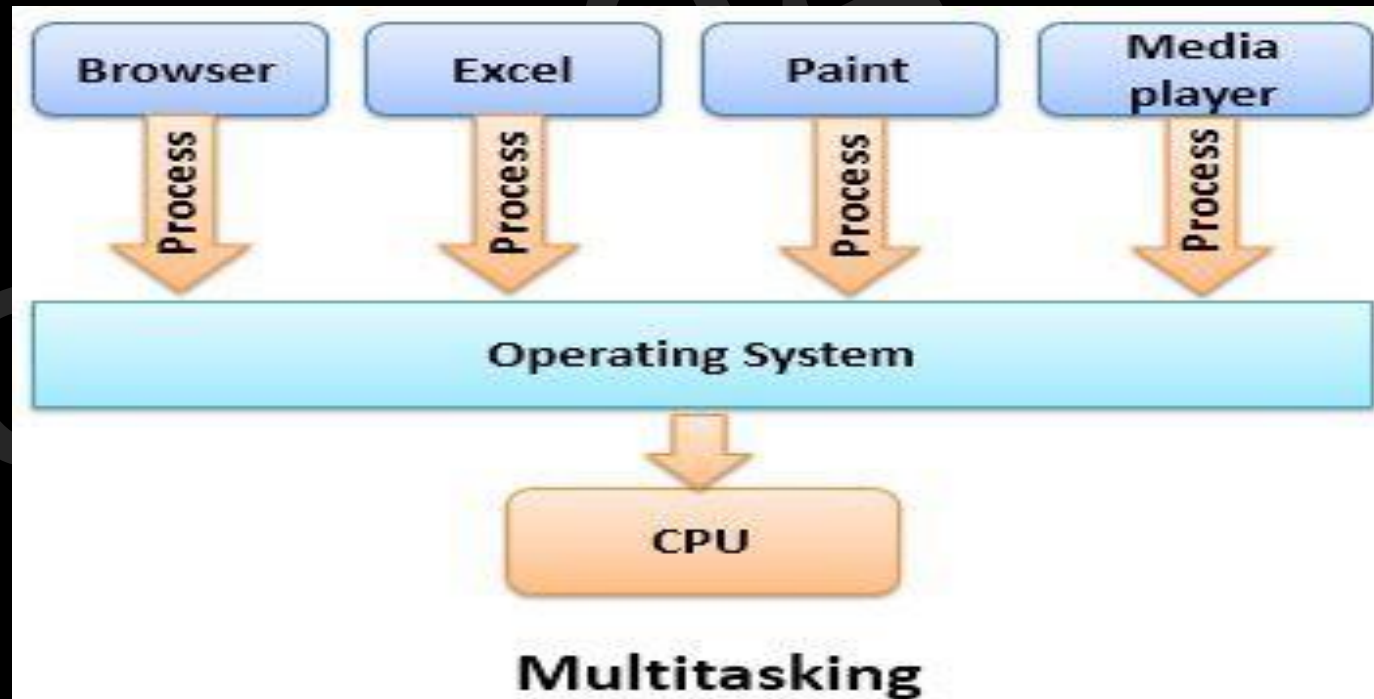 Browser
Excel
Paint
Media
player
Process
Process
Process
Process
Operating System
CPU
Multitasking